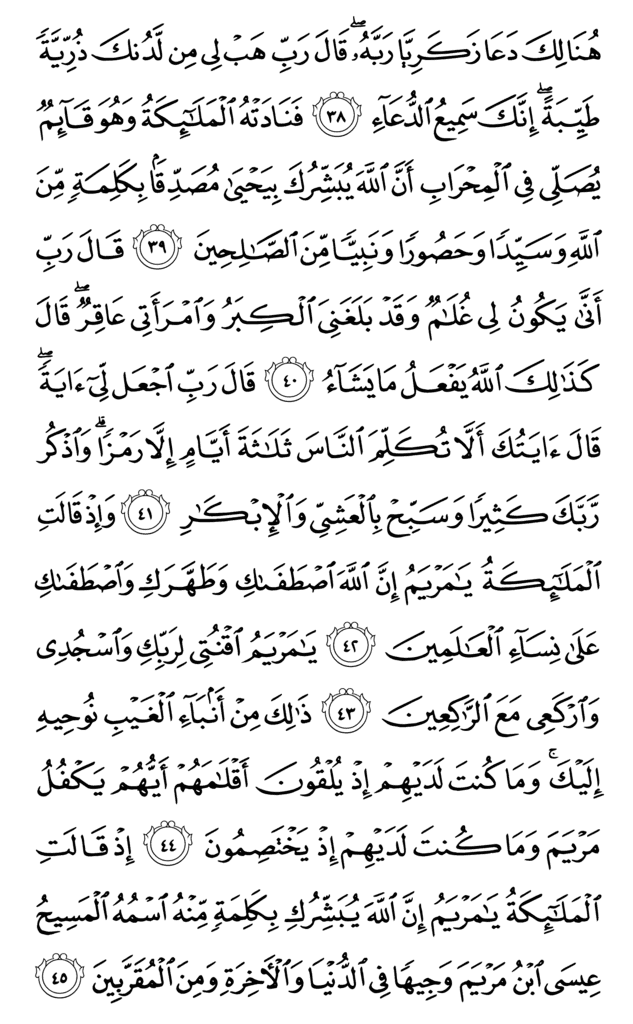 هُنَالِكَ دَعَا زَكَرِيَّا رَبَّهُۥۖ قَالَ رَبِّ هَبْ لِى مِن لَّدُنكَ ذُرِّيَّةٗ
طَيِّبَةًۖ إِنَّكَ سَمِيعُ ٱلدُّعَآءِ ٣٨ فَنَادَتْهُ ٱلْمَلَٰٓئِكَةُ وَهُوَ قَآئِمٞ
يُصَلِّى فِى ٱلْمِحْرَابِ أَنَّ ٱللَّهَ يُبَشِّرُكَ بِيَحْيَىٰ مُصَدِّقَۢا بِكَلِمَةٖ مِّنَ
ٱللَّهِ وَسَيِّدٗا وَحَصُورٗا وَنَبِيّٗا مِّنَ ٱلصَّٰلِحِينَ ٣٩ قَالَ رَبِّ
أَنَّىٰ يَكُونُ لِى غُلَٰمٞ وَقَدْ بَلَغَنِىَ ٱلْكِبَرُ وَٱمْرَأَتِى عَاقِرٞۖ قَالَ
كَذَٰلِكَ ٱللَّهُ يَفْعَلُ مَا يَشَآءُ ٤٠ قَالَ رَبِّ ٱجْعَل لِّىٓ ءَايَةٗۖ
قَالَ ءَايَتُكَ أَلَّا تُكَلِّمَ ٱلنَّاسَ ثَلَٰثَةَ أَيَّامٍ إِلَّا رَمْزٗاۗ وَٱذْكُر
رَّبَّكَ كَثِيرٗا وَسَبِّحْ بِٱلْعَشِىِّ وَٱلْإِبْكَٰرِ ٤١ وَإِذْ قَالَتِ
ٱلْمَلَٰٓئِكَةُ يَٰمَرْيَمُ إِنَّ ٱللَّهَ ٱصْطَفَىٰكِ وَطَهَّرَكِ وَٱصْطَفَىٰكِ
عَلَىٰ نِسَآءِ ٱلْعَٰلَمِينَ ٤٢ يَٰمَرْيَمُ ٱقْنُتِى لِرَبِّكِ وَٱسْجُدِى
وَٱرْكَعِى مَعَ ٱلرَّٰكِعِينَ ٤٣ ذَٰلِكَ مِنْ أَنۢبَآءِ ٱلْغَيْبِ نُوحِيهِ
إِلَيْكَۚ وَمَا كُنتَ لَدَيْهِمْ إِذْ يُلْقُونَ أَقْلَٰمَهُمْ أَيُّهُمْ يَكْفُلُ
مَرْيَمَ وَمَا كُنتَ لَدَيْهِمْ إِذْ يَخْتَصِمُونَ ٤٤ إِذْ قَالَتِ
ٱلْمَلَٰٓئِكَةُ يَٰمَرْيَمُ إِنَّ ٱللَّهَ يُبَشِّرُكِ بِكَلِمَةٖ مِّنْهُ ٱسْمُهُ ٱلْمَسِيحُ
عِيسَى ٱبْنُ مَرْيَمَ وَجِيهٗا فِى ٱلدُّنْيَا وَٱلْءَاخِرَةِ وَمِنَ ٱلْمُقَرَّبِينَ ٤٥